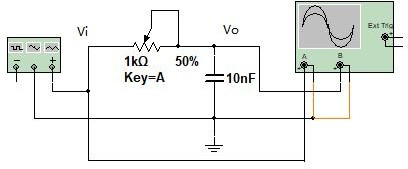 Vi
Vo
Ext Trig
A
B
1kΩ
50%
Key=A
10nF